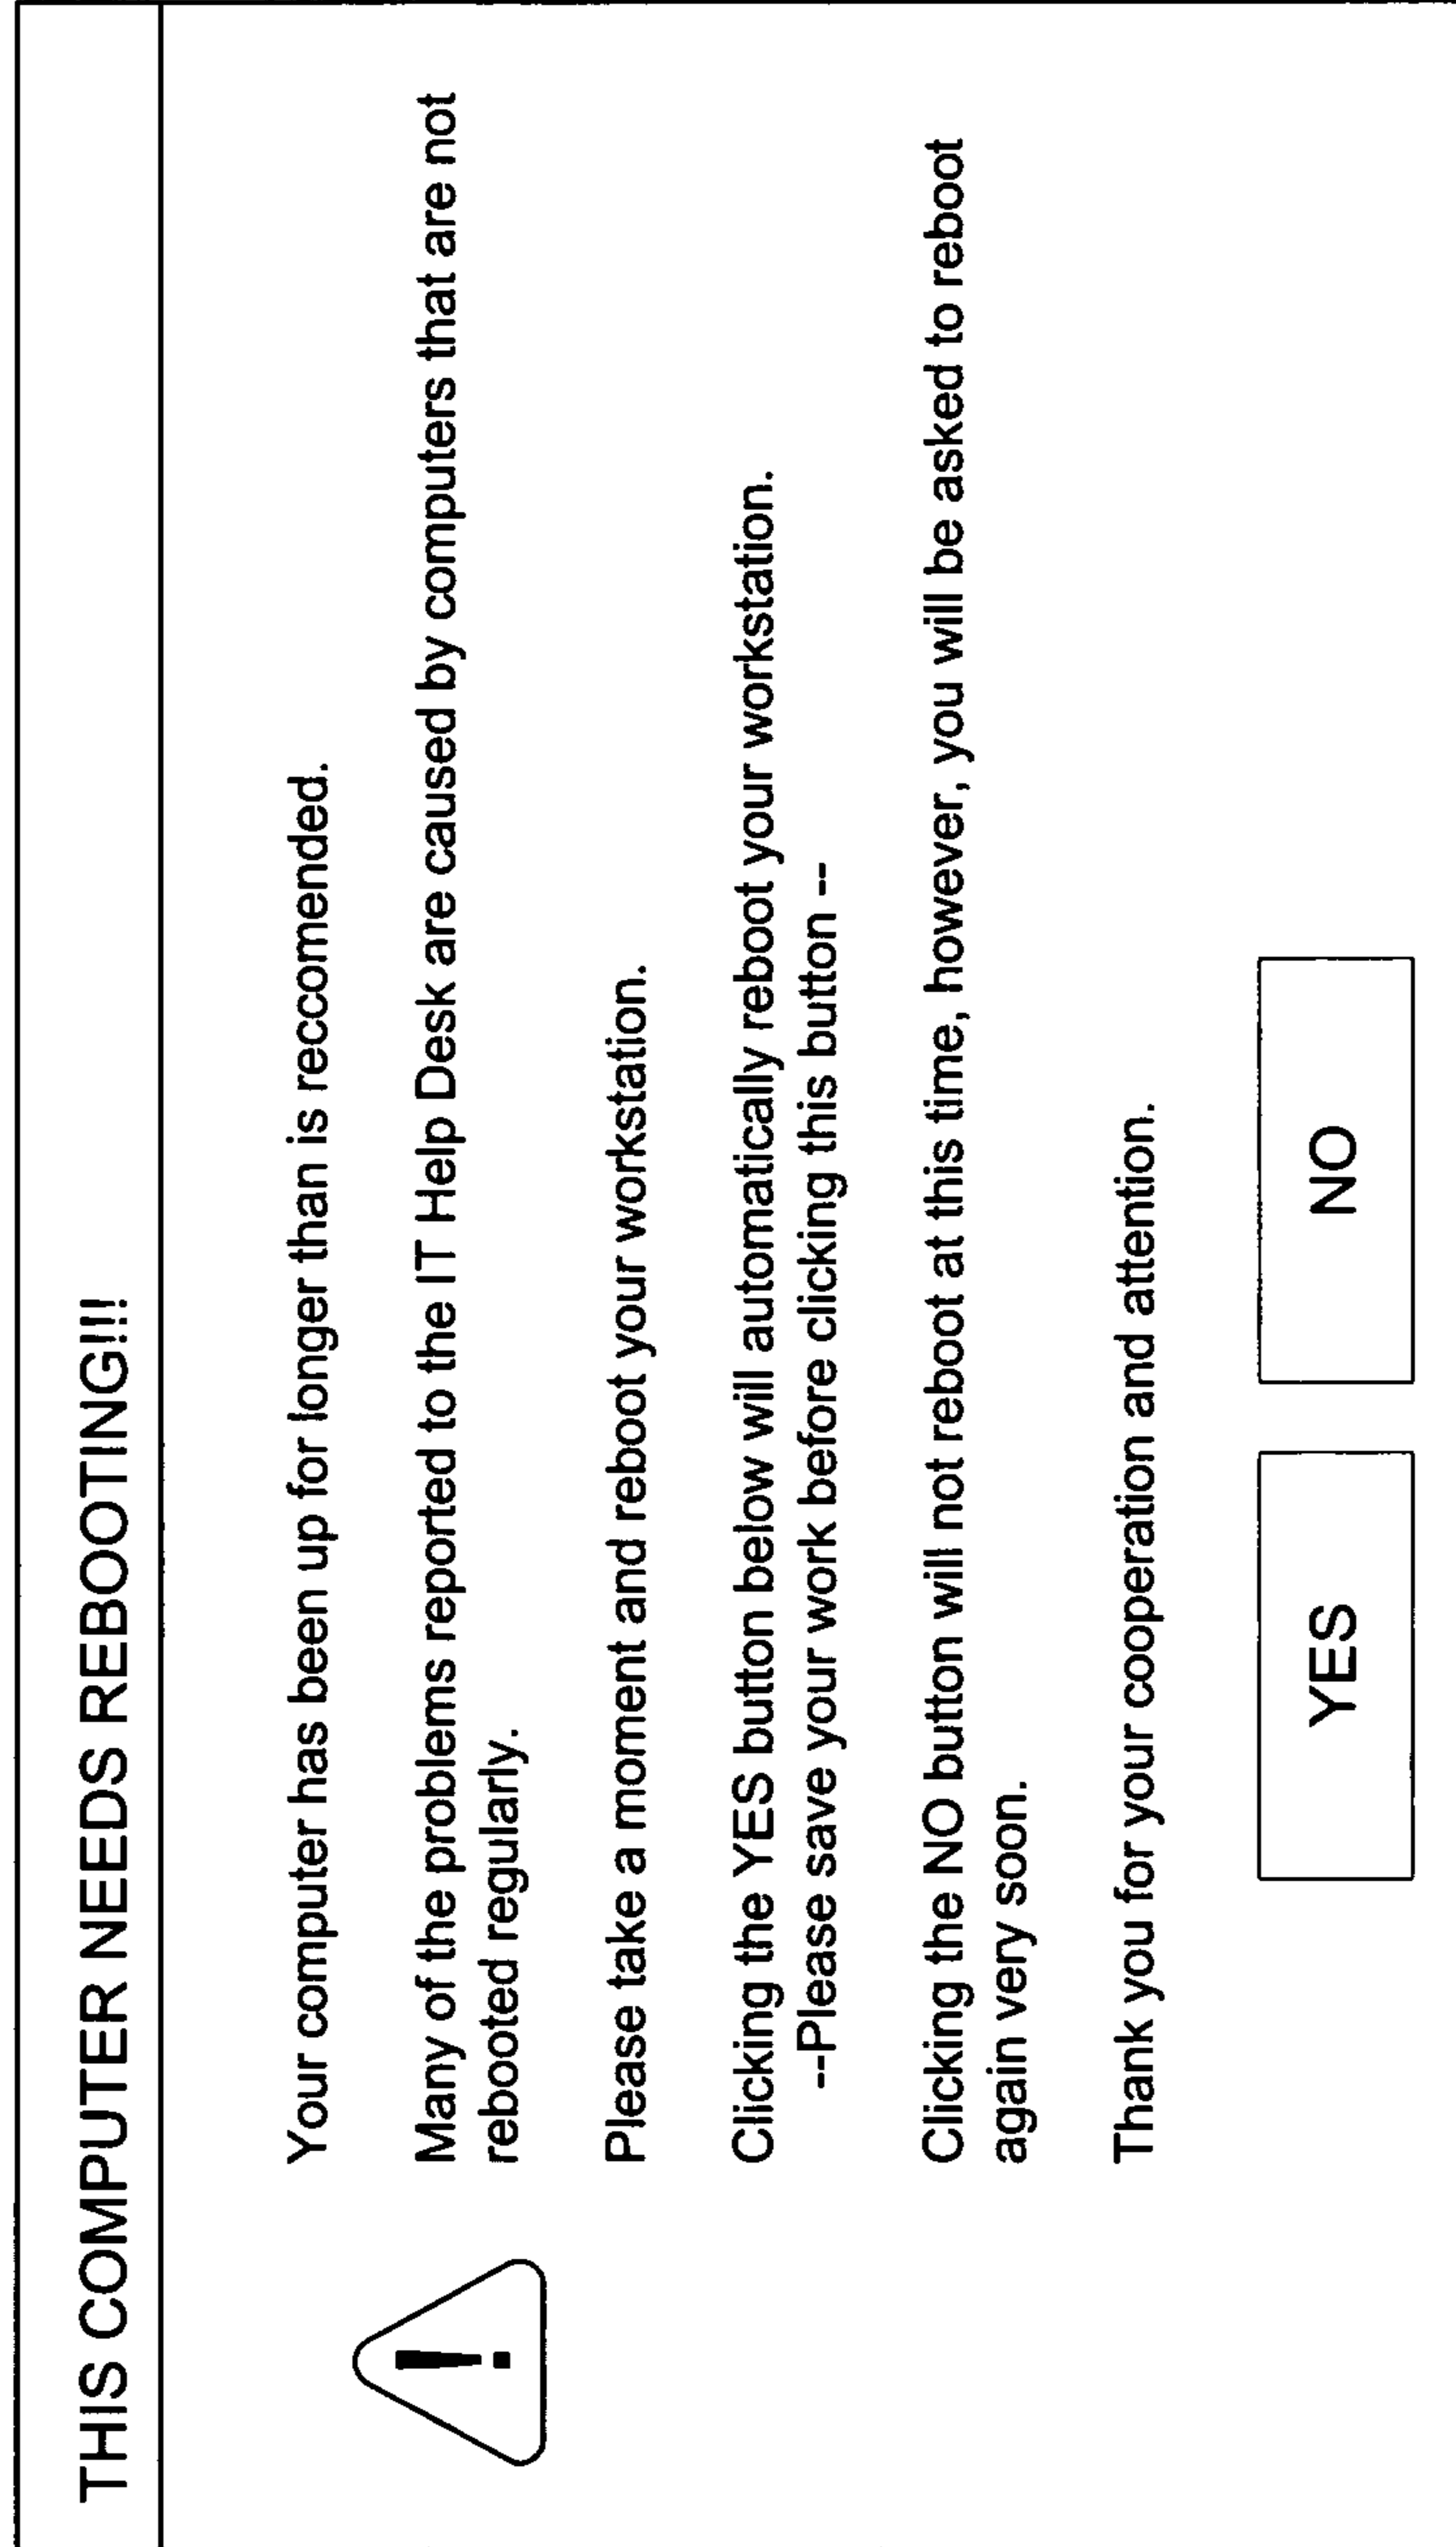 THIS COMPUTER NEEDS REBOOTING!!!
Your computer has been up for longer than is reccomended.
Many of the problems reported to the IT Help Desk are caused by computers that are not
rebooted regularly.
Please take a moment and reboot your workstation.
Clicking the YES button below will automatically reboot your workstation.
--Please save your work before clicking this button --
Clicking the NO button will not reboot at this time, however, you will be asked to reboot
again very soon.
Thank you for your cooperation and attention.
YES NO